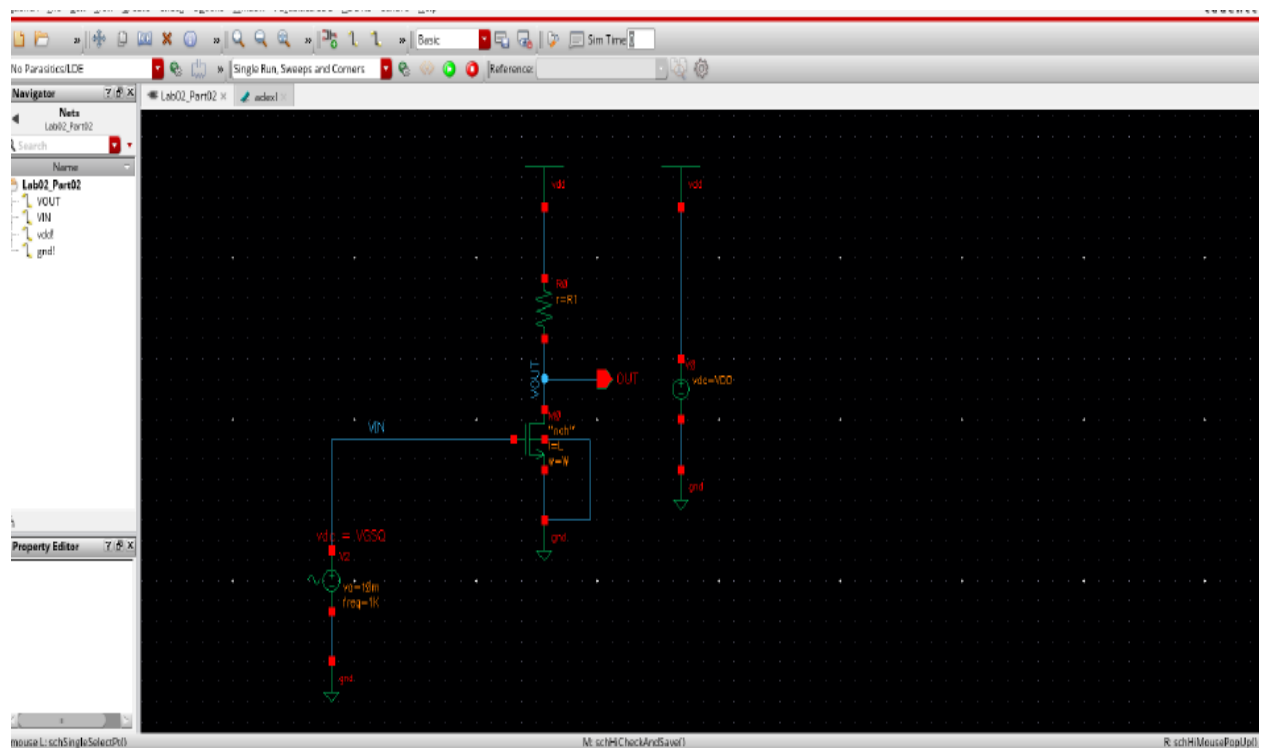 »
»
»
»
Basic
Sim Time
No Parasitics/LDE
»
Single Run, Sweeps and Corners
Reference:
Navigator
Nets
Lab02_Part02
Search
Name
Lab02_Part02
VOUT
VIN
vdd!
gnd!
Lab02_Part02
adexl
vdd
vdd
R0
r=R1
VOUT
OUT
vdc=VDD
VIN
"nch"
l=L
w=W
gnd
gnd
vdc = VGSQ
V2
va=10m
freq=1K
gnd
Property Editor
mouse L: schSingleSelectPt()
M: schHiCheckAndSave()
R: schHiMousePopUp()